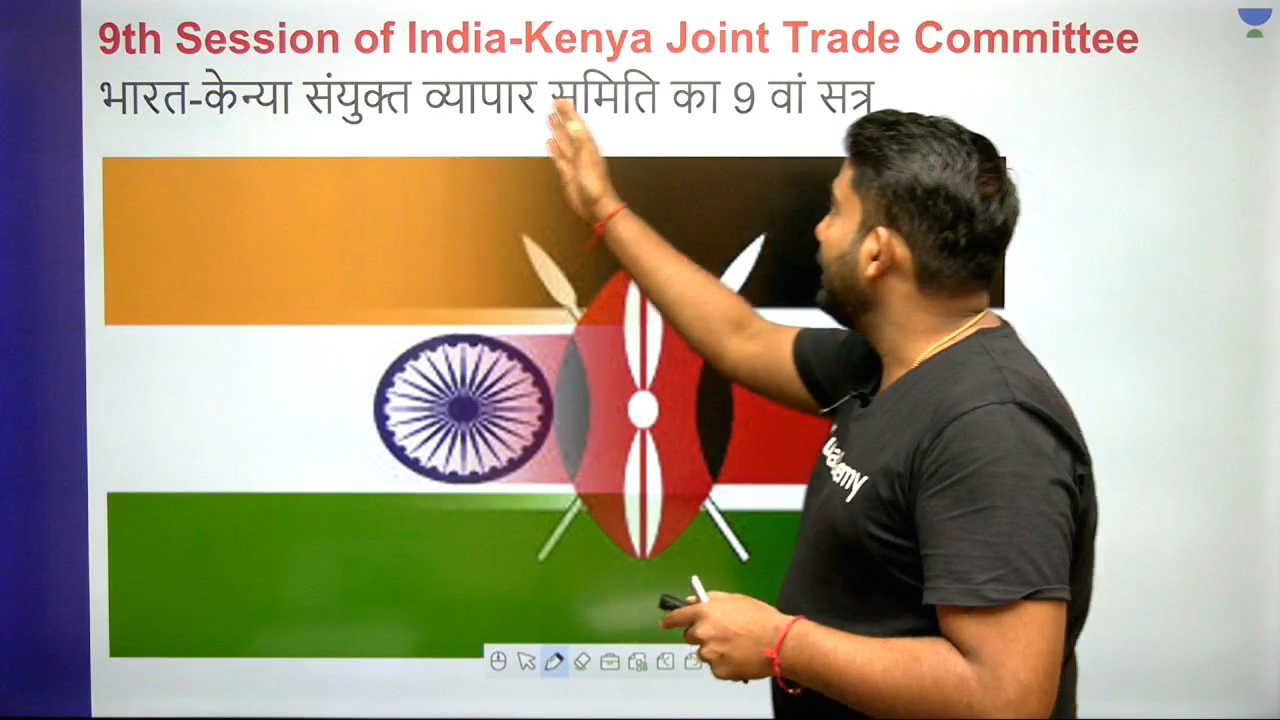 9th Session of India-Kenya Joint Trade Committee
भारत-केन्या संयुक्त व्यापार समिति का 9 वां सत्र